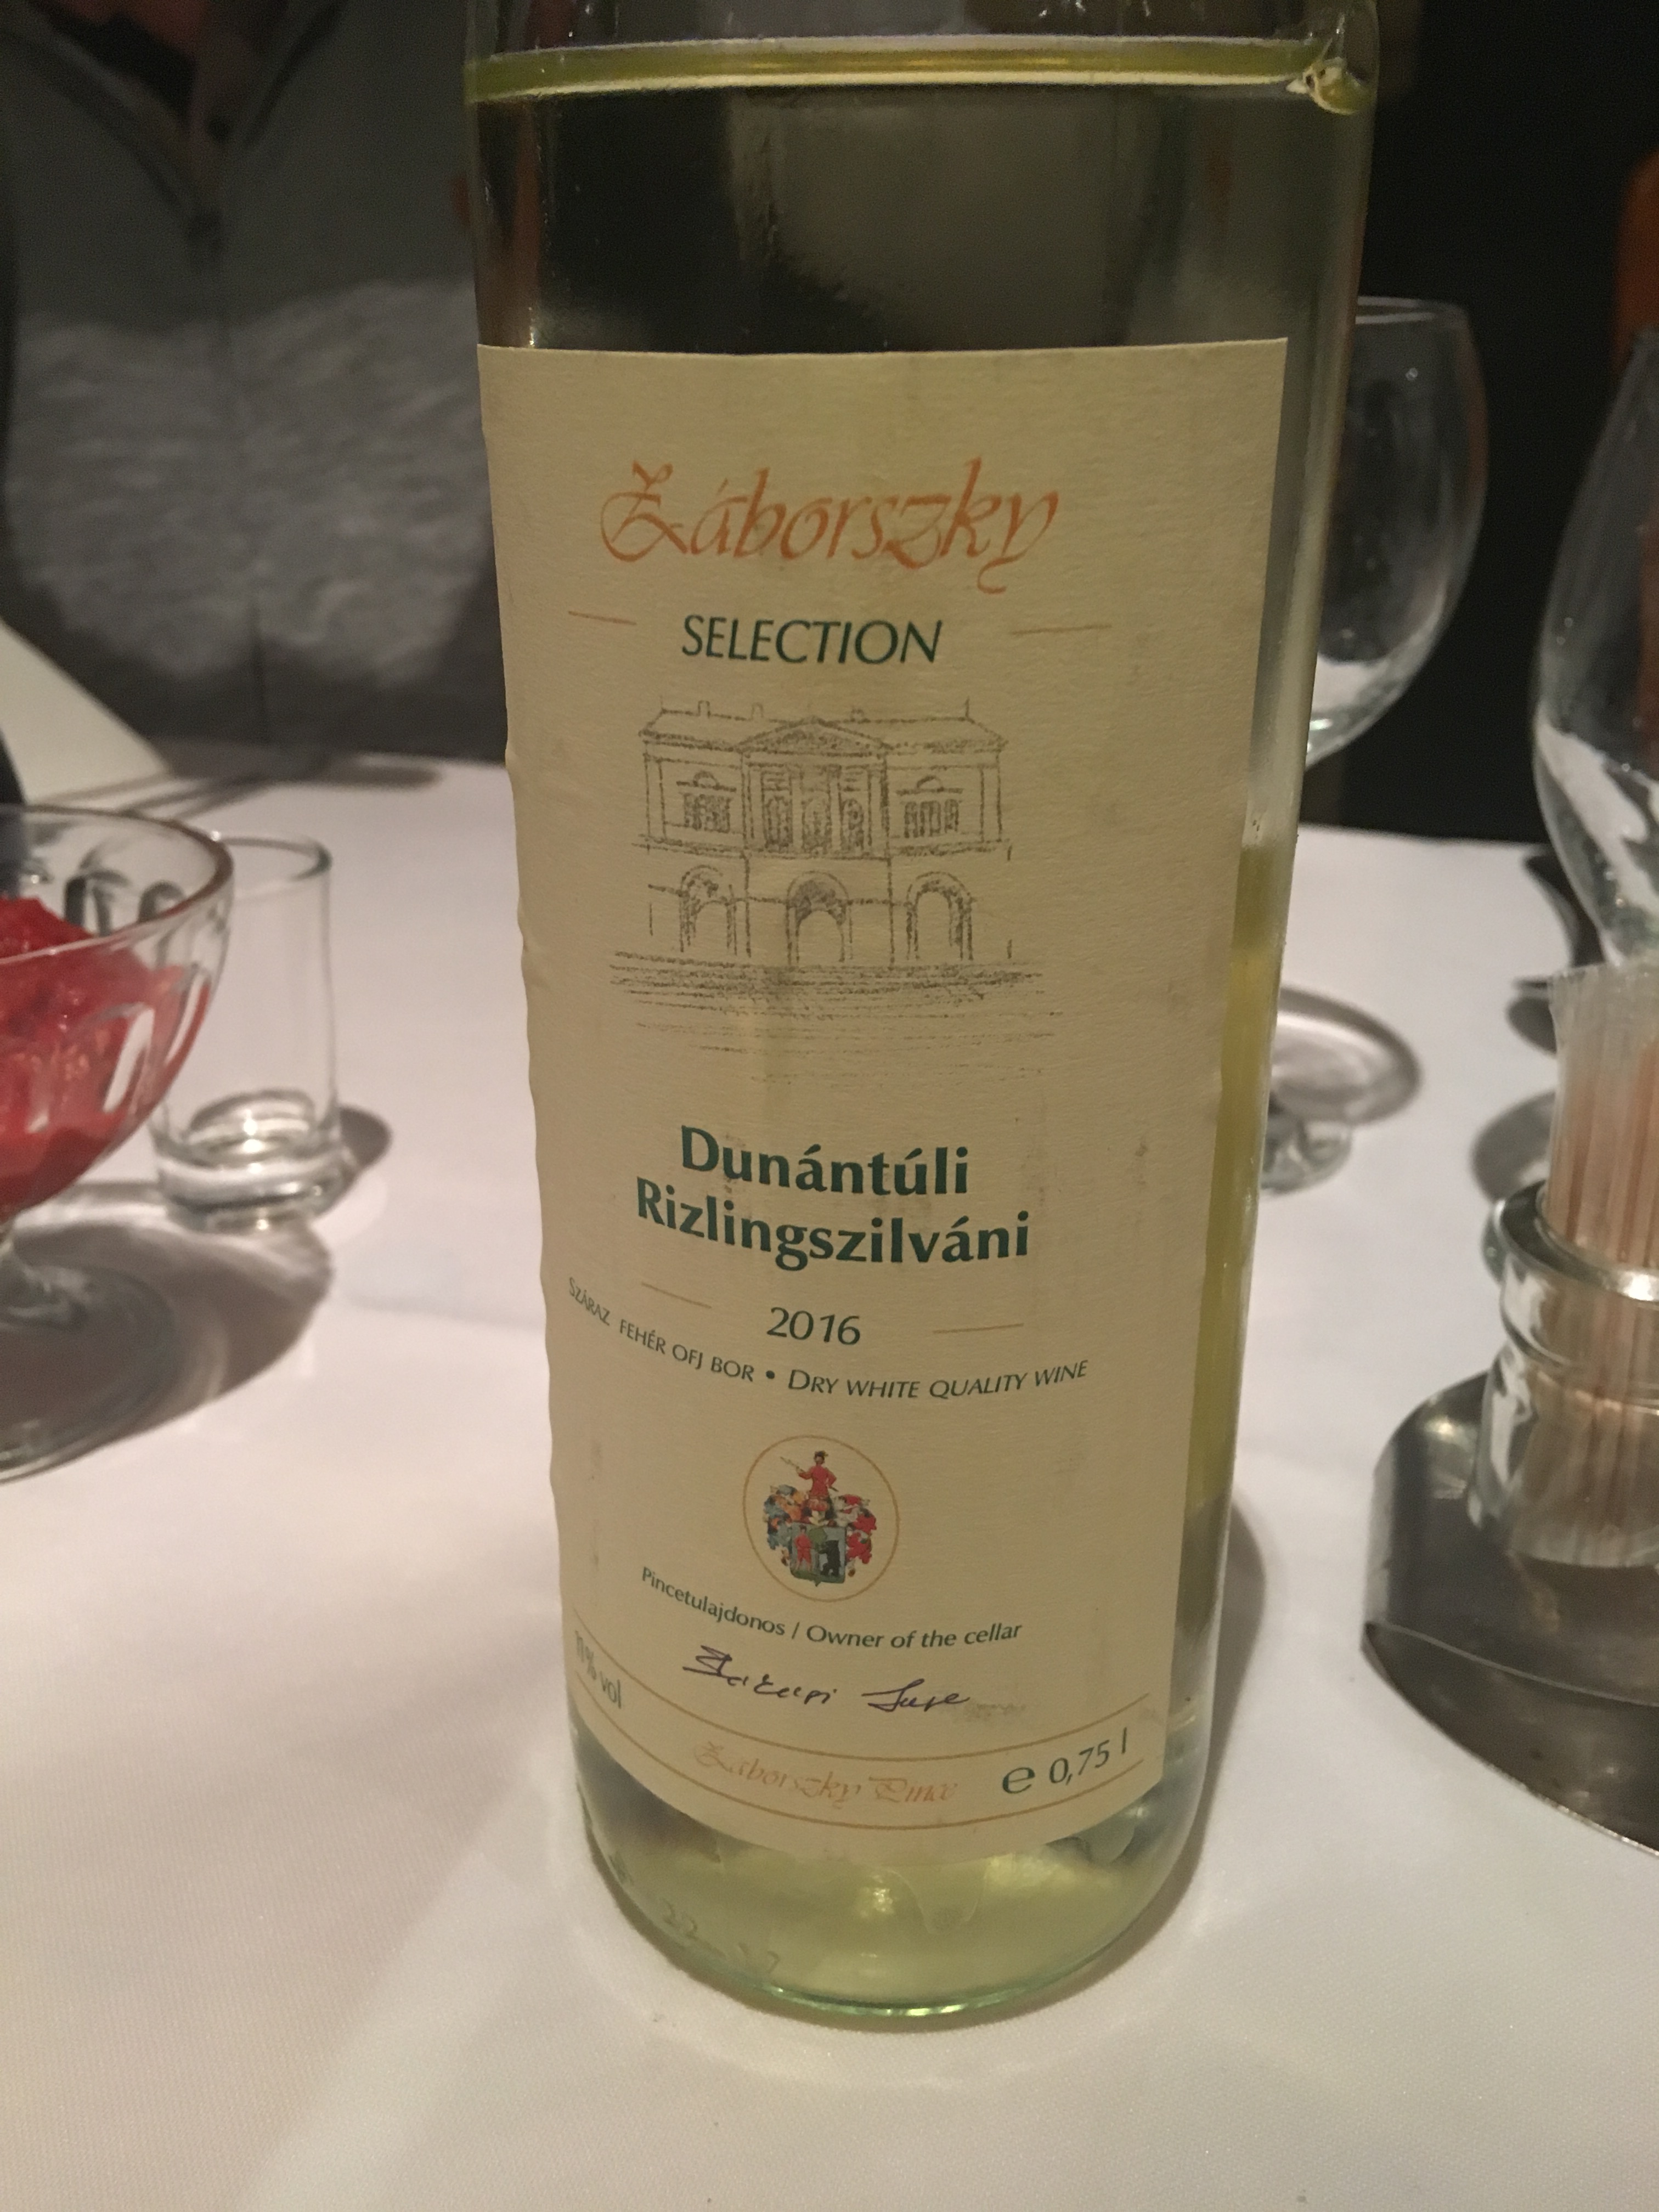 Záborszky
SELECTION
Dunántúli
Rizlingszilváni
2016
SZÁRAZ FEHÉR OFJ BOR • DRY WHITE QUALITY WINE
Pincetulajdonos / Owner of the cellar
11% vol
Záborszky Pince
e 0,75 l